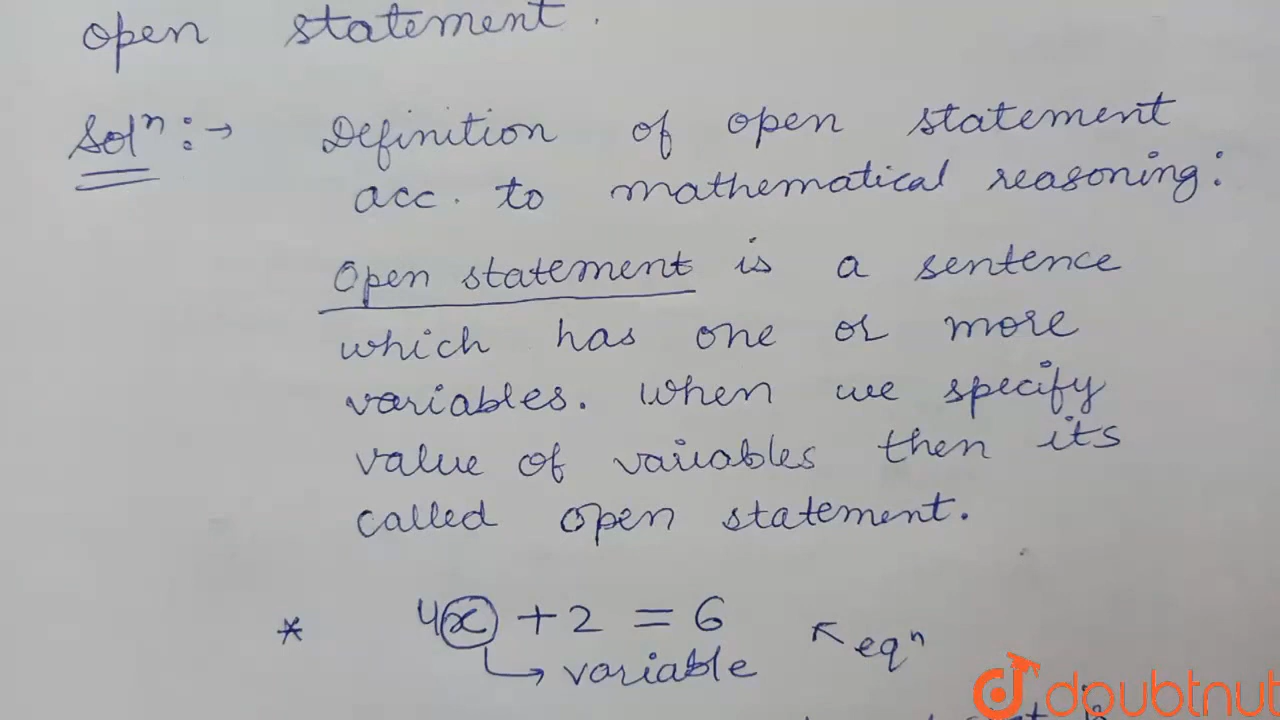 open statement.
Solⁿ :→ Definition of open statement
acc. to mathematical reasoning:
Open statement is a sentence
which has one or more
variables. When we specify
value of variables then its
called open statement.
* 4x + 2 = 6 ↖ eqⁿ
↳ variable
doubtnut